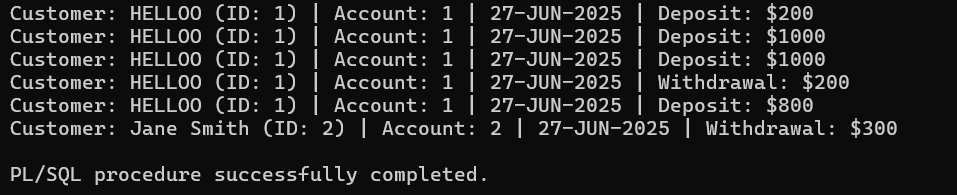 Customer: HELLOO (ID: 1) | Account: 1 | 27-JUN-2025 | Deposit: $200
Customer: HELLOO (ID: 1) | Account: 1 | 27-JUN-2025 | Deposit: $1000
Customer: HELLOO (ID: 1) | Account: 1 | 27-JUN-2025 | Deposit: $1000
Customer: HELLOO (ID: 1) | Account: 1 | 27-JUN-2025 | Withdrawal: $200
Customer: HELLOO (ID: 1) | Account: 1 | 27-JUN-2025 | Deposit: $800
Customer: Jane Smith (ID: 2) | Account: 2 | 27-JUN-2025 | Withdrawal: $300
PL/SQL procedure successfully completed.